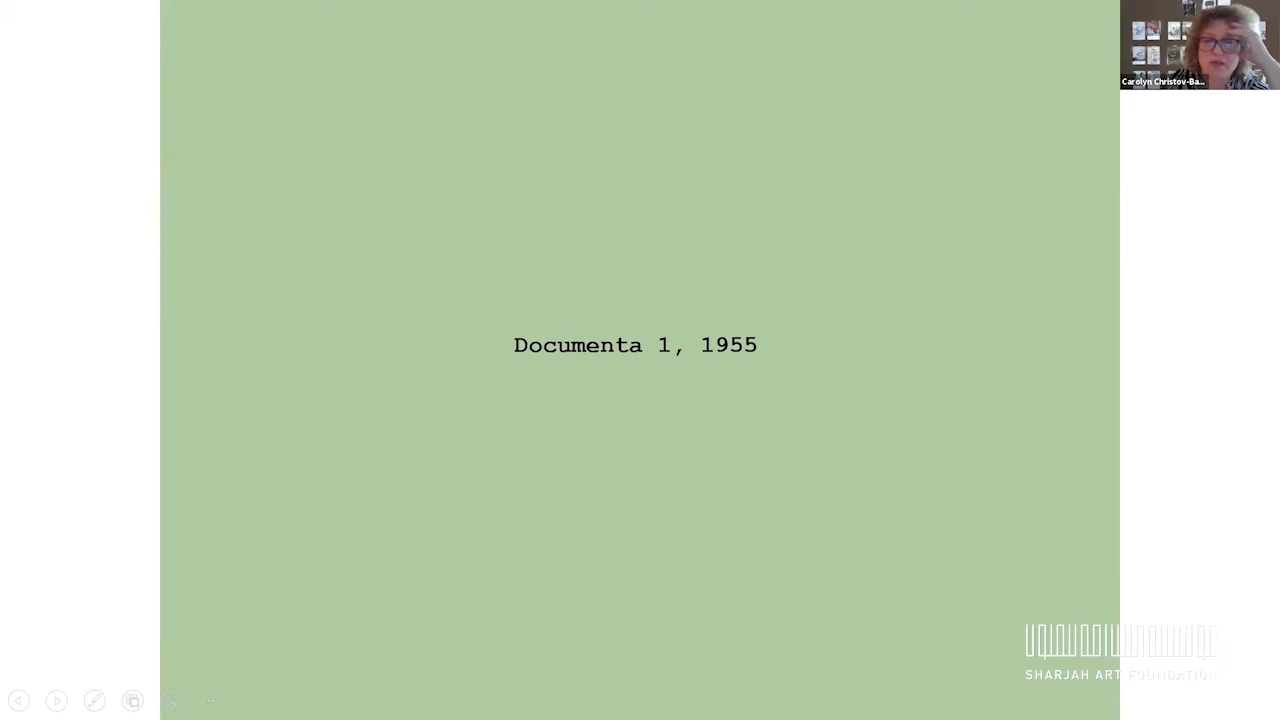 Carolyn Christov-Ba...
Documenta 1, 1955
SHARJAH ART FOUNDATION